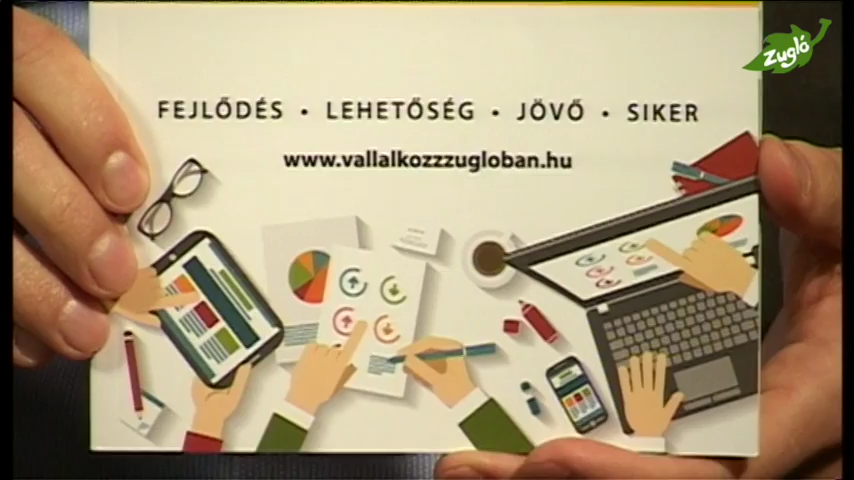 Zugló
FEJLŐDÉS • LEHETŐSÉG • JÖVŐ • SIKER
www.vallalkozzzugloban.hu